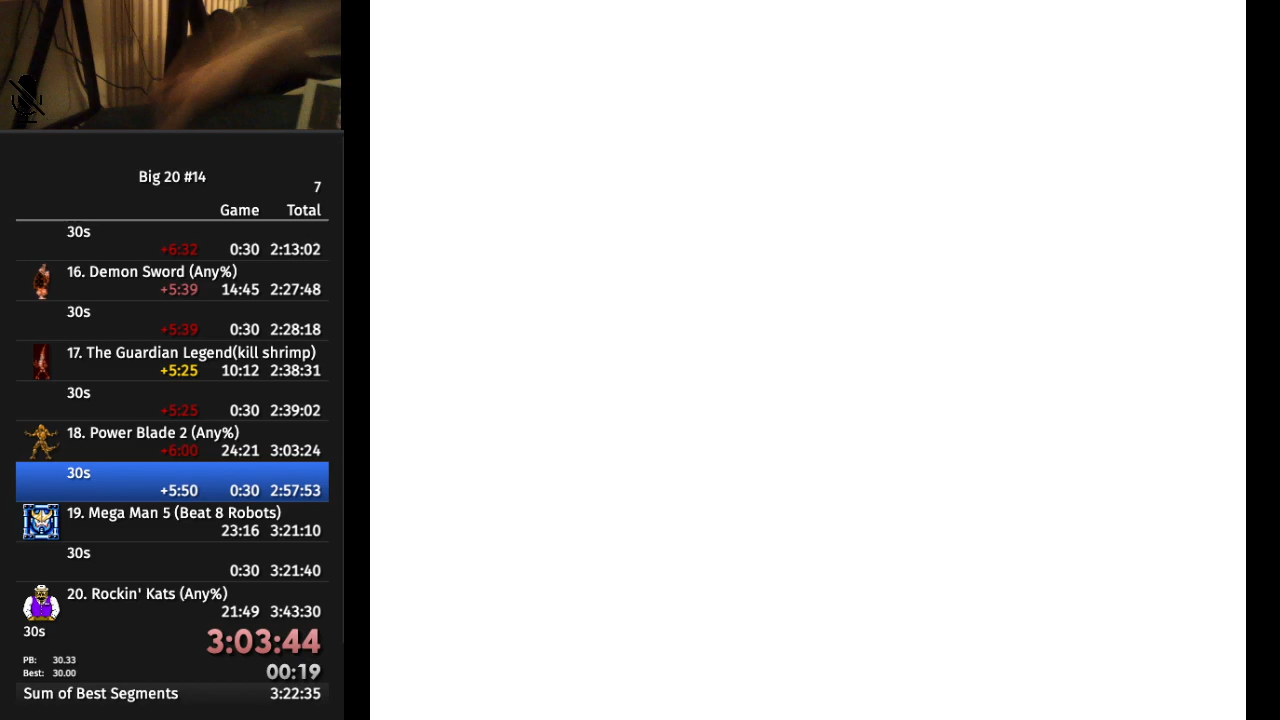 Big 20 #14
7
Game Total
30s
+6:32 0:30 2:13:02
16. Demon Sword (Any%)
+5:39 14:45 2:27:48
30s
+5:39 0:30 2:28:18
17. The Guardian Legend(kill shrimp)
+5:25 10:12 2:38:31
30s
+5:25 0:30 2:39:02
18. Power Blade 2 (Any%)
+6:00 24:21 3:03:24
30s
+5:50 0:30 2:57:53
19. Mega Man 5 (Beat 8 Robots)
23:16 3:21:10
30s
0:30 3:21:40
20. Rockin' Kats (Any%)
21:49 3:43:30
30s
3:03:44
PB: 30.33
00:19
Best: 30.00
Sum of Best Segments 3:22:35